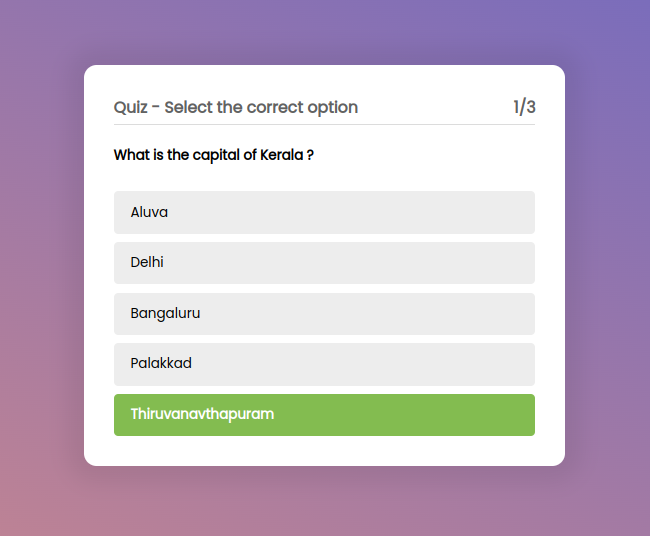 Quiz - Select the correct option 1/3
What is the capital of Kerala ?
Aluva
Delhi
Bangaluru
Palakkad
Thiruvanavthapuram